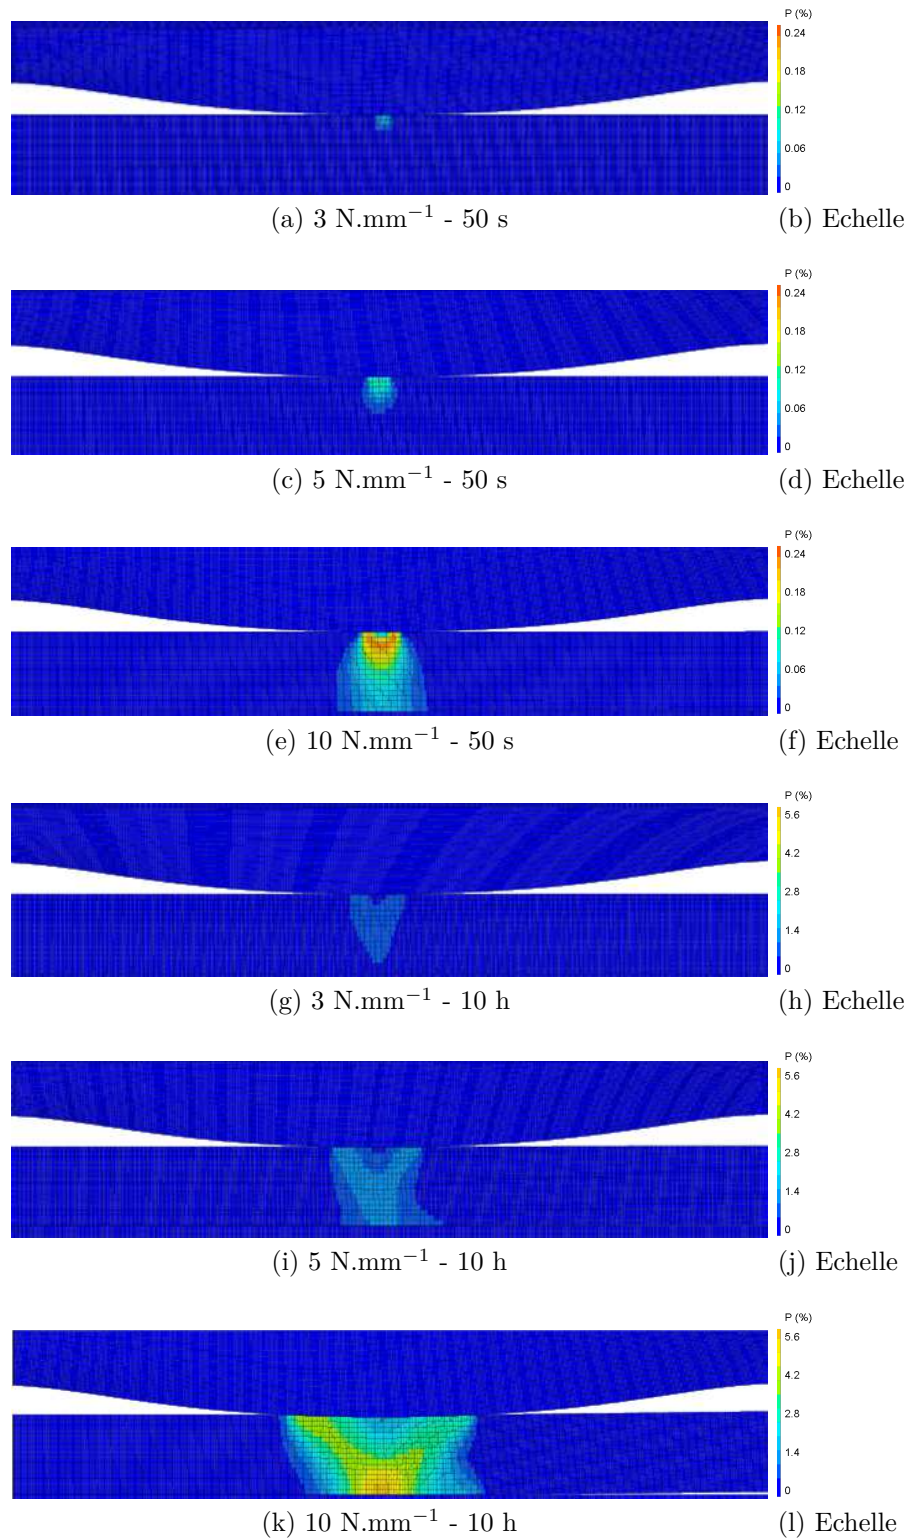 P (%)
0.24
0.18
0.12
0.06
0
(a) 3 N.mm⁻¹ - 50 s (b) Echelle
P (%)
0.24
0.18
0.12
0.06
0
(c) 5 N.mm⁻¹ - 50 s (d) Echelle
P (%)
0.24
0.18
0.12
0.06
0
(e) 10 N.mm⁻¹ - 50 s (f) Echelle
P (%)
5.6
4.2
2.8
1.4
0
(g) 3 N.mm⁻¹ - 10 h (h) Echelle
P (%)
5.6
4.2
2.8
1.4
0
(i) 5 N.mm⁻¹ - 10 h (j) Echelle
P (%)
5.6
4.2
2.8
1.4
0
(k) 10 N.mm⁻¹ - 10 h (l) Echelle